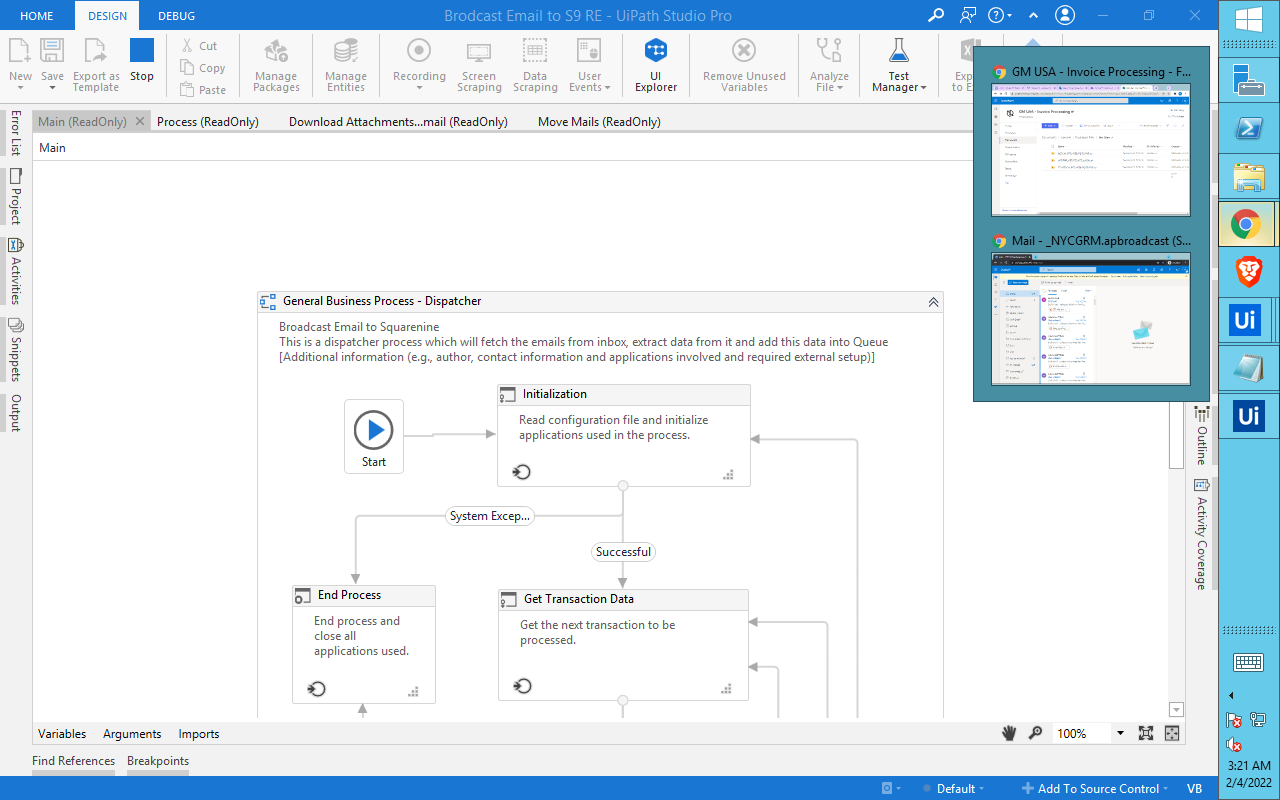 HOME
DESIGN
DEBUG
Brodcast Email to S9 RE - UiPath Studio Pro
New
Save
Export as Template
Stop
Cut
Copy
Paste
Manage Packages
Manage Entities
Recording
Screen Scraping
Data Scraping
User Events
UI Explorer
Remove Unused Variables
Analyze File
Test Manager
GM USA - Invoice Processing - F...
Mail - _NYCGRM.apbroadcast (S...
Main (ReadOnly)
Process (ReadOnly)
Download Attachments...mail (ReadOnly)
Move Mails (ReadOnly)
Main
Error List
Project
Activities
Snippets
Output
General Business Process - Dispatcher
Broadcast Email to Squarenine
This is a dispatcher process which will fetch the emails from inbox, extract data from it and add this data into Queue
[Additional information (e.g., author, contact information and applications involved and required external setup)]
Start
Initialization
Read configuration file and initialize
applications used in the process.
System Excep...
Successful
End Process
End process and
close all
applications used.
Get Transaction Data
Get the next transaction to be
processed.
Outline
Activity Coverage
Ui
Ui
Variables
Arguments
Imports
100%
Find References
Breakpoints
Default
Add To Source Control
VB
3:21 AM
2/4/2022